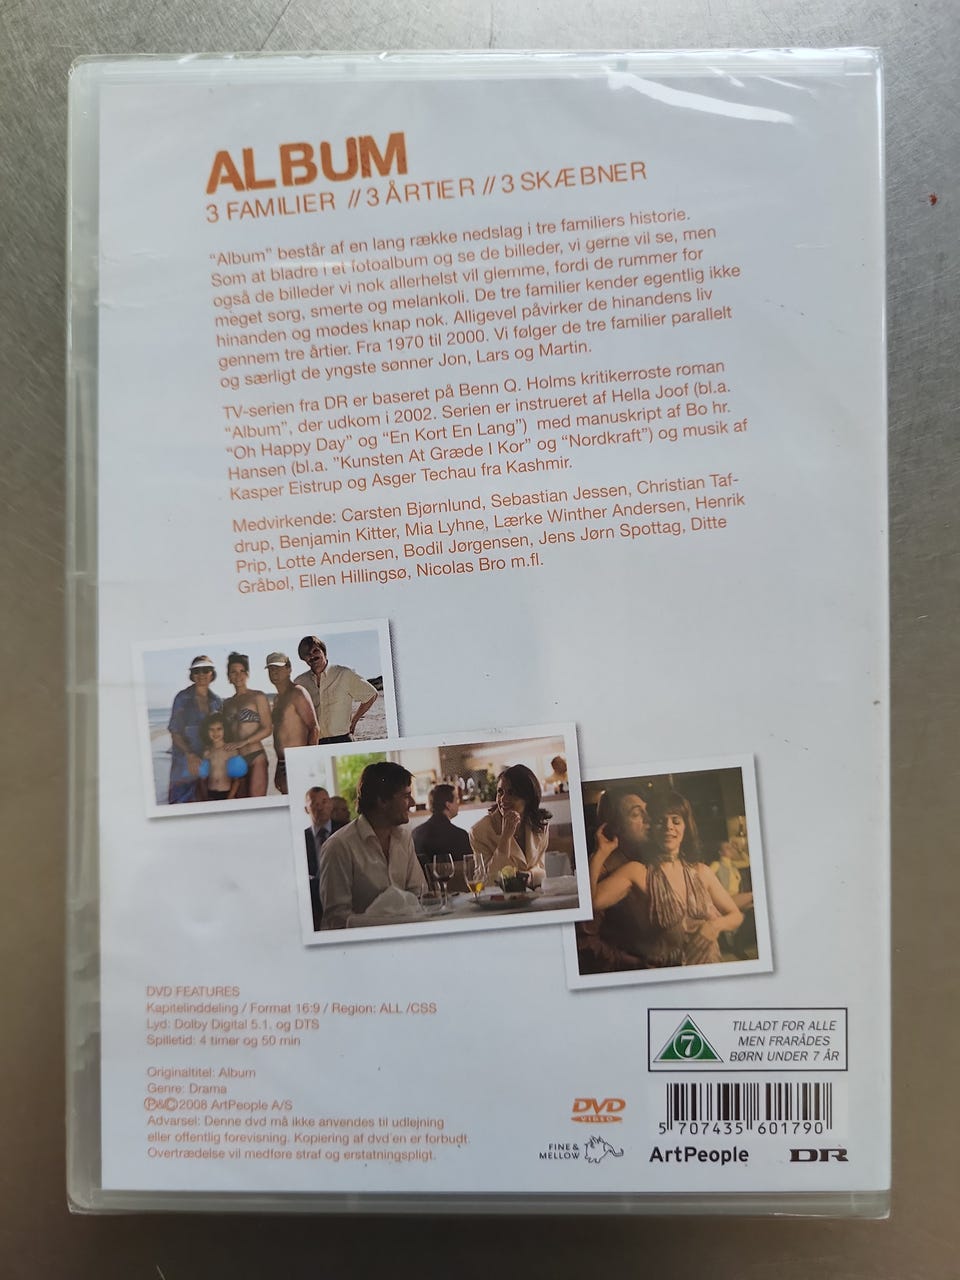 ALBUM
3 FAMILIER // 3 ÅRTIER // 3 SKÆBNER
"Album" består af en lang række nedslag i tre familiers historie.
Som at bladre i et fotoalbum og se de billeder, vi gerne vil se, men
også de billeder vi nok allerhelst vil glemme, fordi de rummer for
meget sorg, smerte og melankoli. De tre familier kender egentlig ikke
hinanden og mødes knap nok. Alligevel påvirker de hinandens liv
gennem tre årtier. Fra 1970 til 2000. Vi følger de tre familier parallelt
og særligt de yngste sønner Jon, Lars og Martin.
TV-serien fra DR er baseret på Benn Q. Holms kritikerroste roman
"Album", der udkom i 2002. Serien er instrueret af Hella Joof (bl.a.
"Oh Happy Day" og "En Kort En Lang") med manuskript af Bo hr.
Hansen (bl.a. "Kunsten At Græde I Kor" og "Nordkraft") og musik af
Kasper Eistrup og Asger Techau fra Kashmir.
Medvirkende: Carsten Bjørnlund, Sebastian Jessen, Christian Taf-
drup, Benjamin Kitter, Mia Lyhne, Lærke Winther Andersen, Henrik
Prip, Lotte Andersen, Bodil Jørgensen, Jens Jørn Spottag, Ditte
Gråbøl, Ellen Hillingsø, Nicolas Bro m.fl.
DVD FEATURES
Kapitelinddeling / Format 16:9 / Region: ALL /CSS
Lyd: Dolby Digital 5.1. og DTS
Spilletid: 4 timer og 50 min
Originaltitel: Album
Genre: Drama
℗&©2008 ArtPeople A/S
Advarsel: Denne dvd må ikke anvendes til udlejning
eller offentlig forevisning. Kopiering af dvd'en er forbudt.
Overtrædelse vil medføre straf og erstatningspligt.
7
TILLADT FOR ALLE
MEN FRARÅDES
BØRN UNDER 7 ÅR
DVD
VIDEO
FINE &
MELLOW
5 707435 601790
ArtPeople
DR